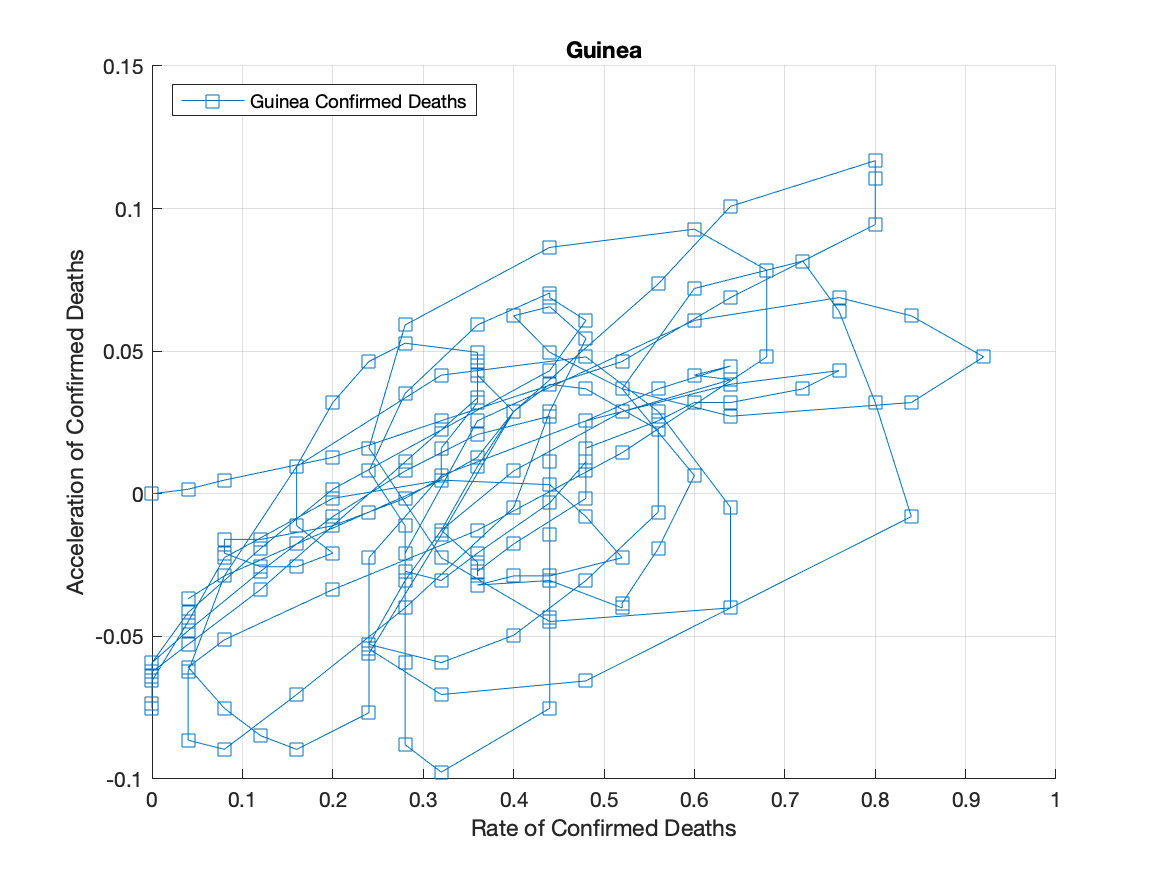 Guinea
0.15
Guinea Confirmed Deaths
0.1
0.05
0
-0.05
-0.1
Acceleration of Confirmed Deaths
0 0.1 0.2 0.3 0.4 0.5 0.6 0.7 0.8 0.9 1
Rate of Confirmed Deaths